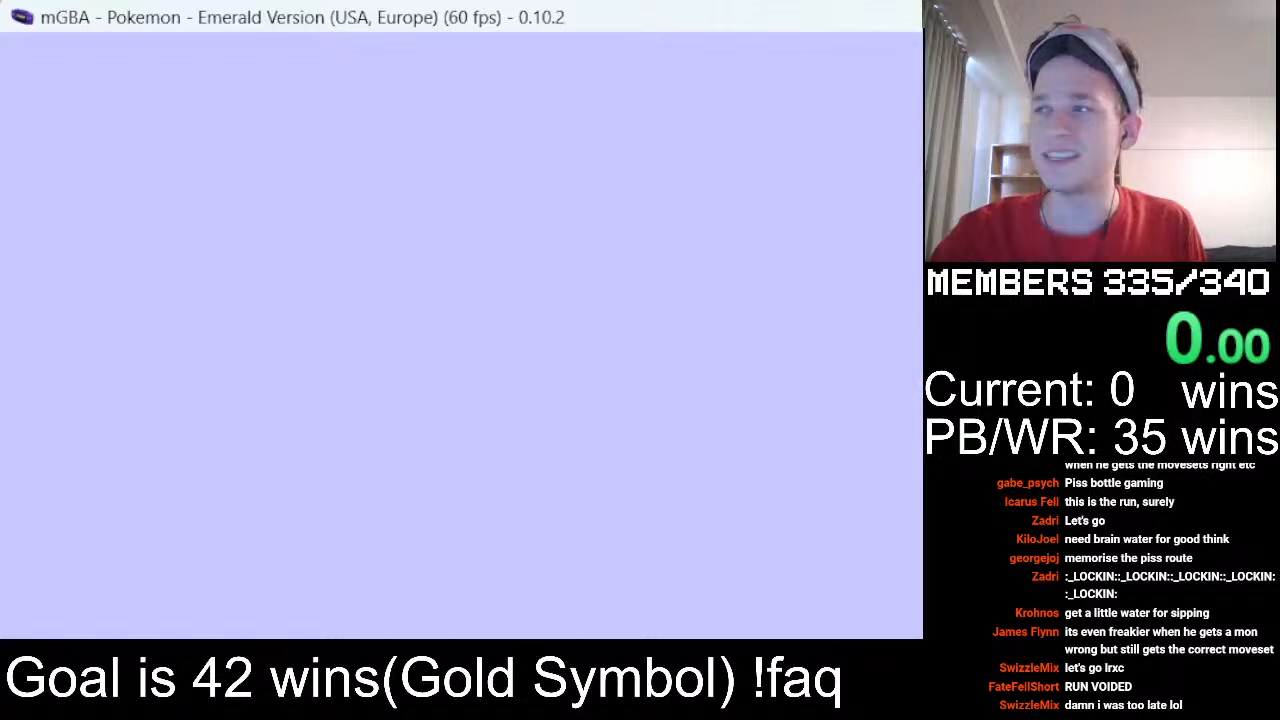 mGBA - Pokemon - Emerald Version (USA, Europe) (60 fps) - 0.10.2
MEMBERS 335/340
0.00
Current: 0 wins
PB/WR: 35 wins
when he gets the movesets right etc
gabe_psych Piss bottle gaming
Icarus Fell this is the run, surely
Zadri Let's go
KiloJoel need brain water for good think
georgejoj memorise the piss route
Zadri :_LOCKIN::_LOCKIN::_LOCKIN::_LOCKIN:
:_LOCKIN:
Krohnos get a little water for sipping
James Flynn its even freakier when he gets a mon
wrong but still gets the correct moveset
SwizzleMix let's go lrxc
FateFellShort RUN VOIDED
SwizzleMix damn i was too late lol
Goal is 42 wins(Gold Symbol) !faq